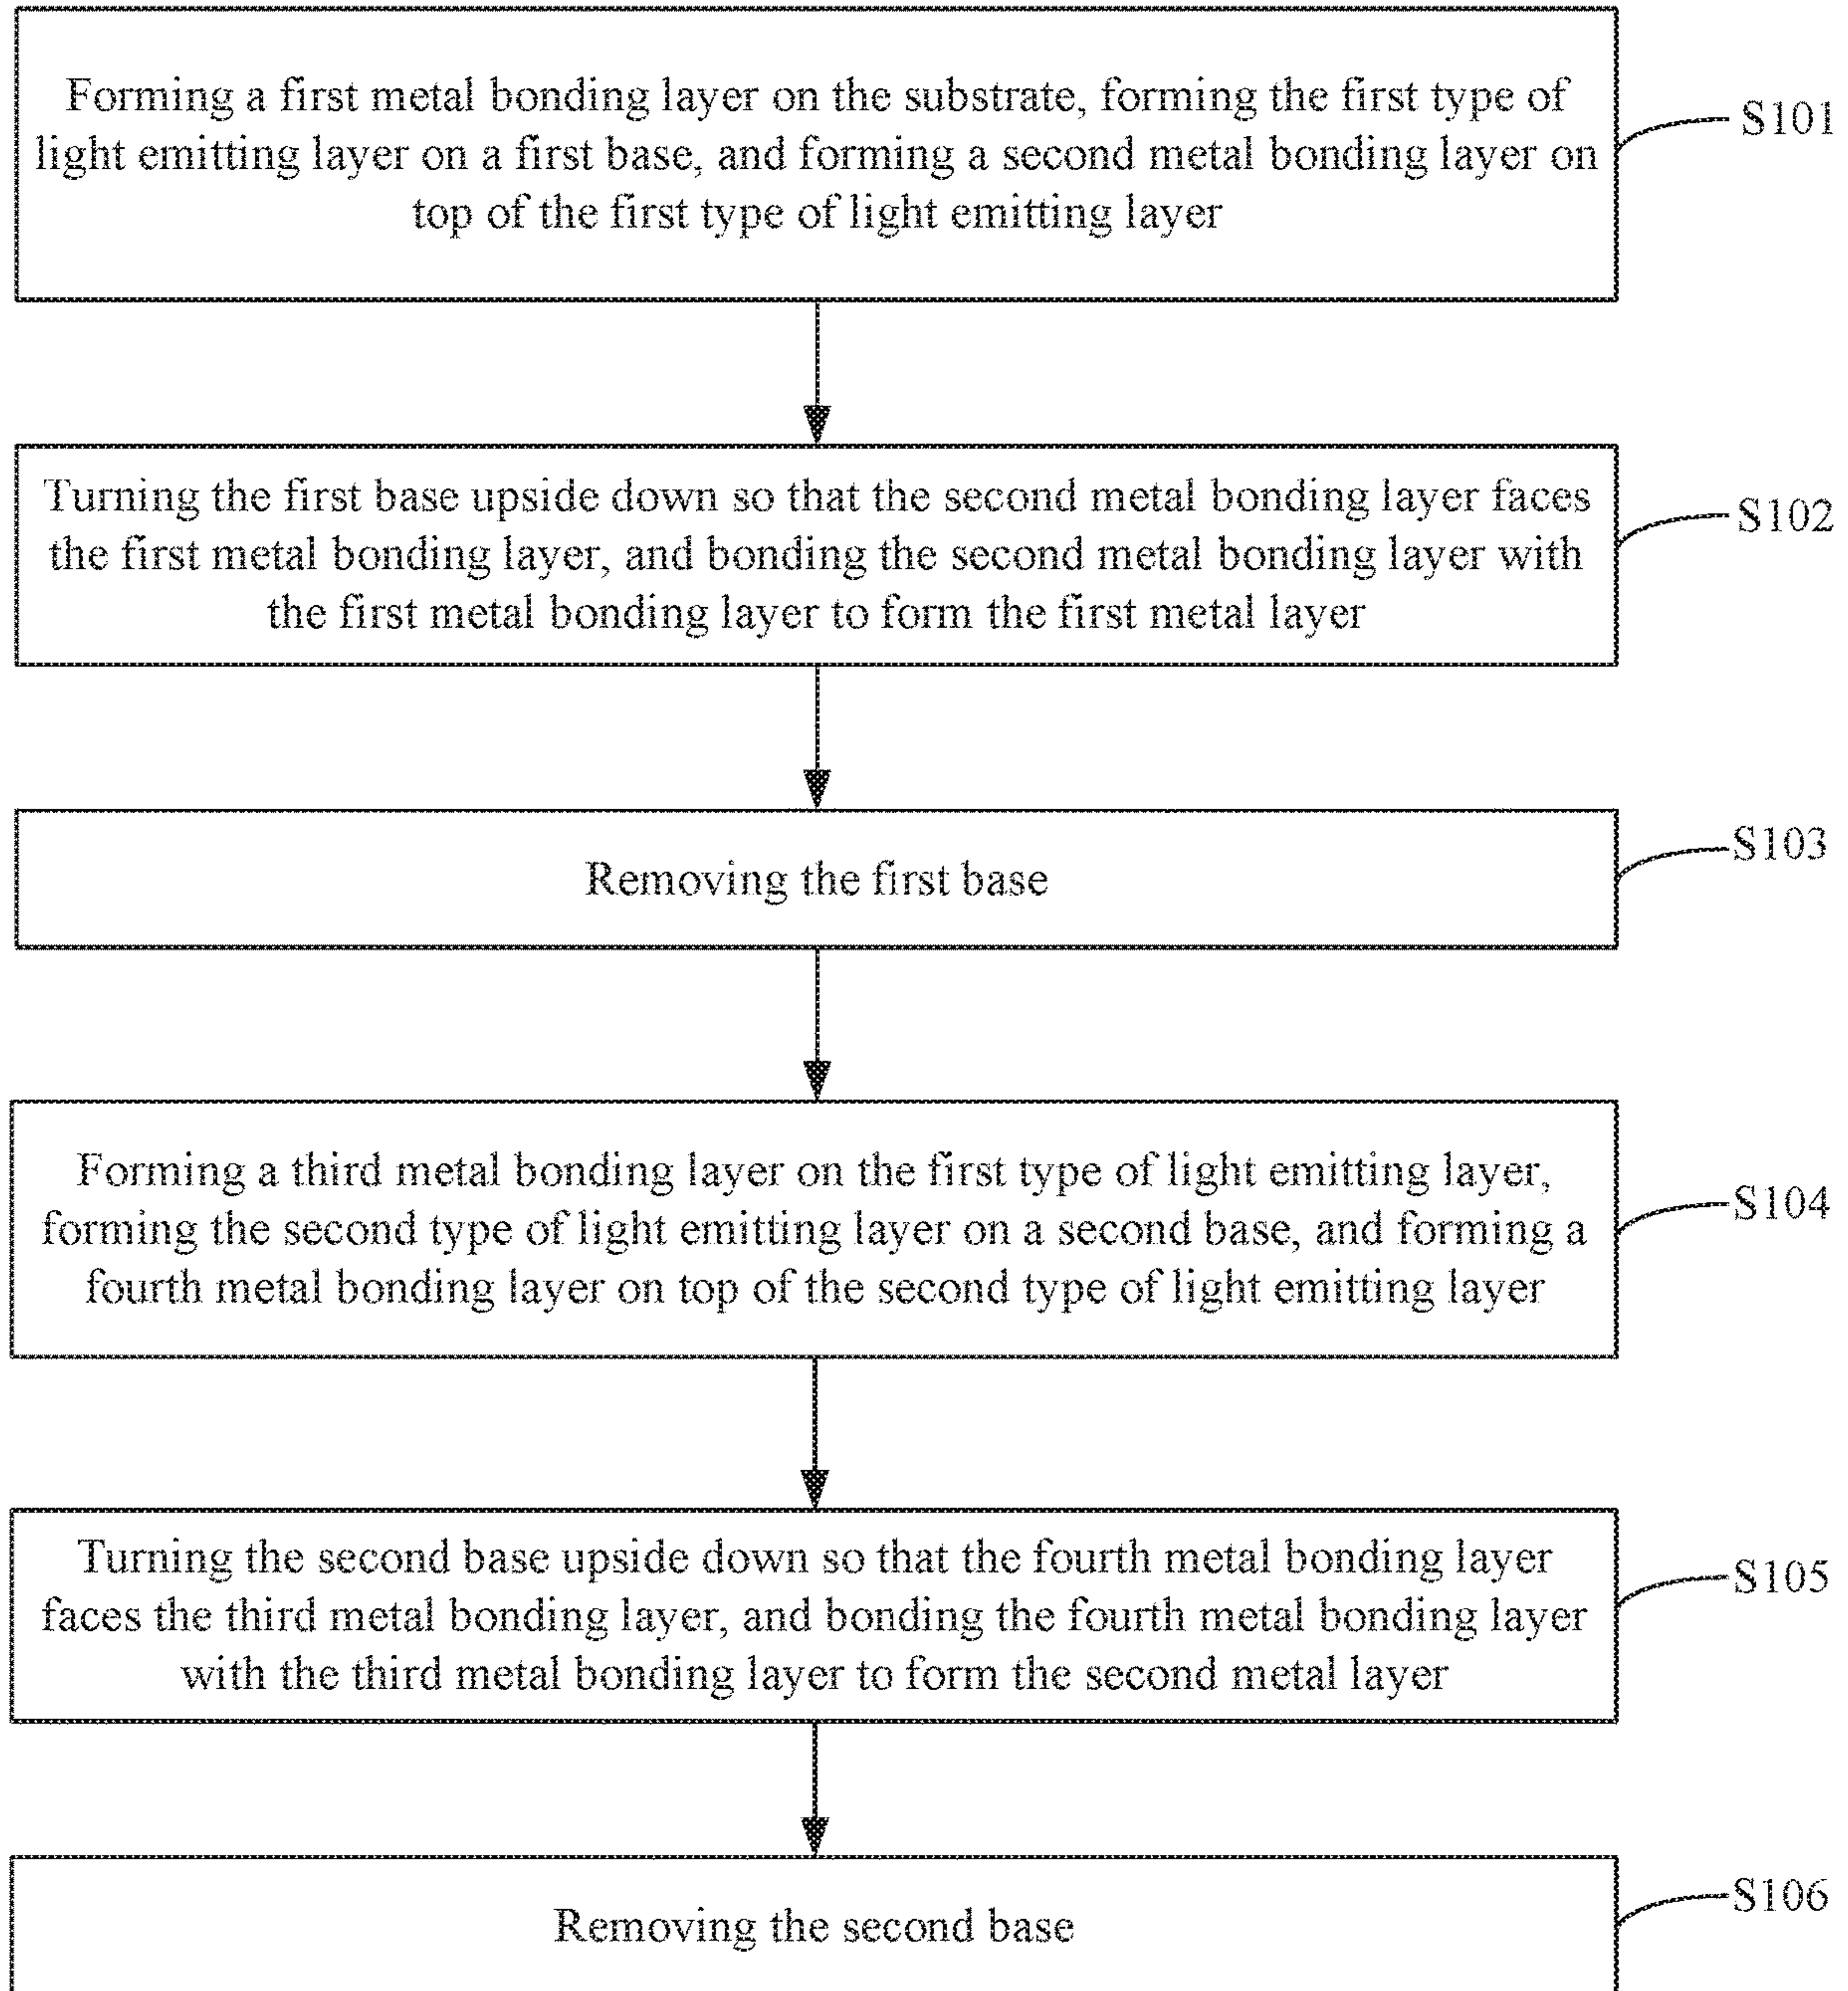 Forming a first metal bonding layer on the substrate, forming the first type of
light emitting layer on a first base, and forming a second metal bonding layer on
top of the first type of light emitting layer
S101
Turning the first base upside down so that the second metal bonding layer faces
the first metal bonding layer, and bonding the second metal bonding layer with
the first metal bonding layer to form the first metal layer
S102
Removing the first base
S103
Forming a third metal bonding layer on the first type of light emitting layer,
forming the second type of light emitting layer on a second base, and forming a
fourth metal bonding layer on top of the second type of light emitting layer
S104
Turning the second base upside down so that the fourth metal bonding layer
faces the third metal bonding layer, and bonding the fourth metal bonding layer
with the third metal bonding layer to form the second metal layer
S105
Removing the second base
S106